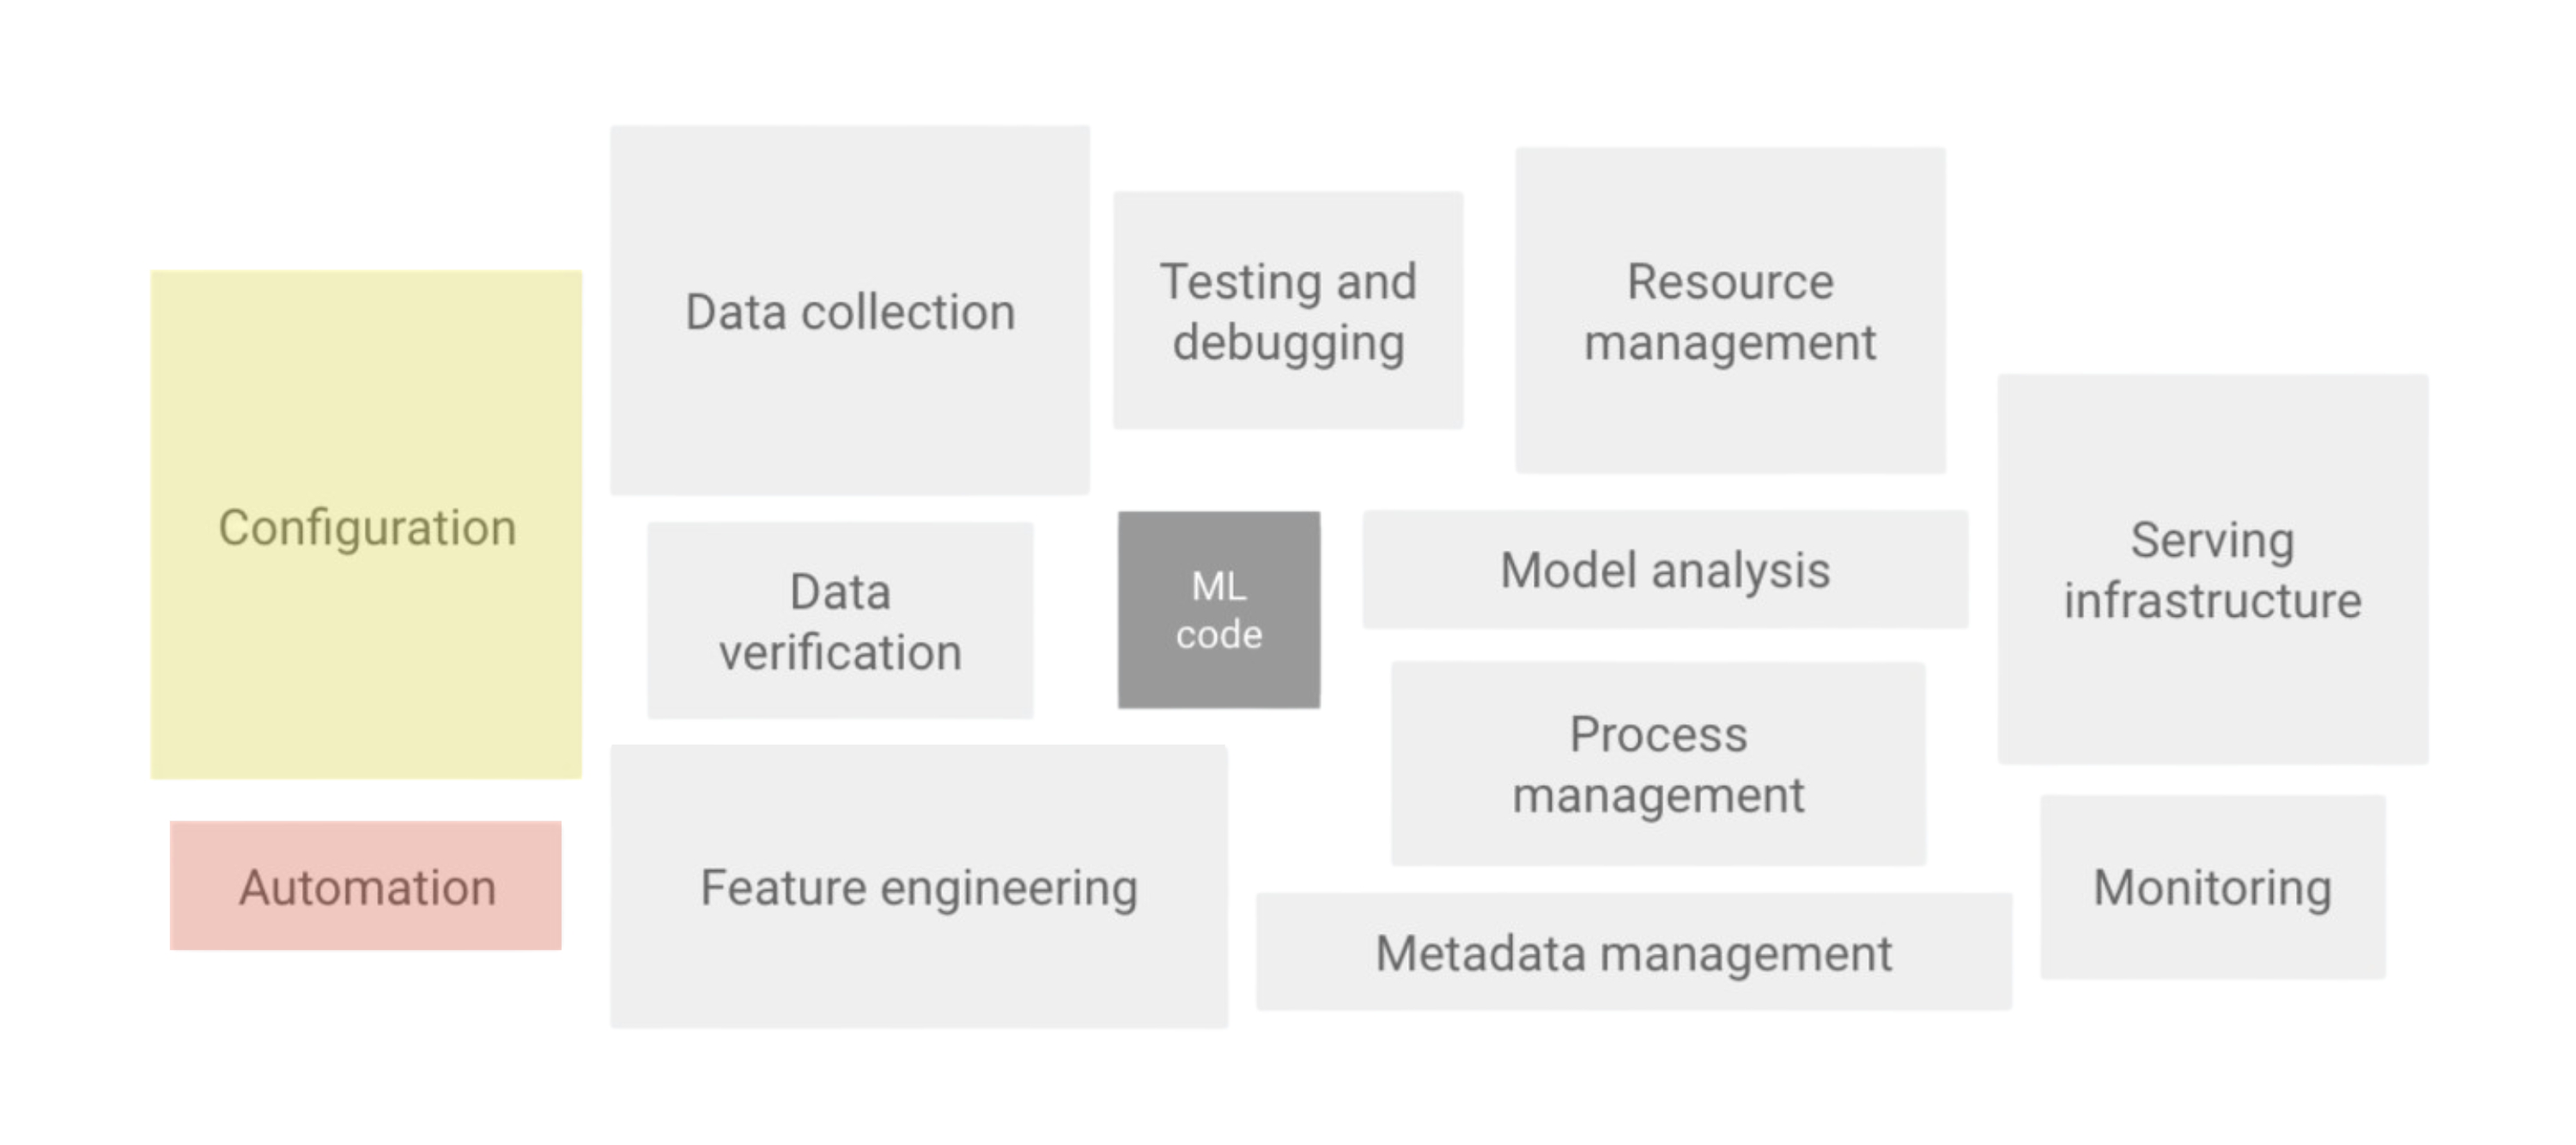 Configuration
Automation
Data collection
Data
verification
Feature engineering
Testing and
debugging
ML
code
Resource
management
Model analysis
Process
management
Metadata management
Serving
infrastructure
Monitoring